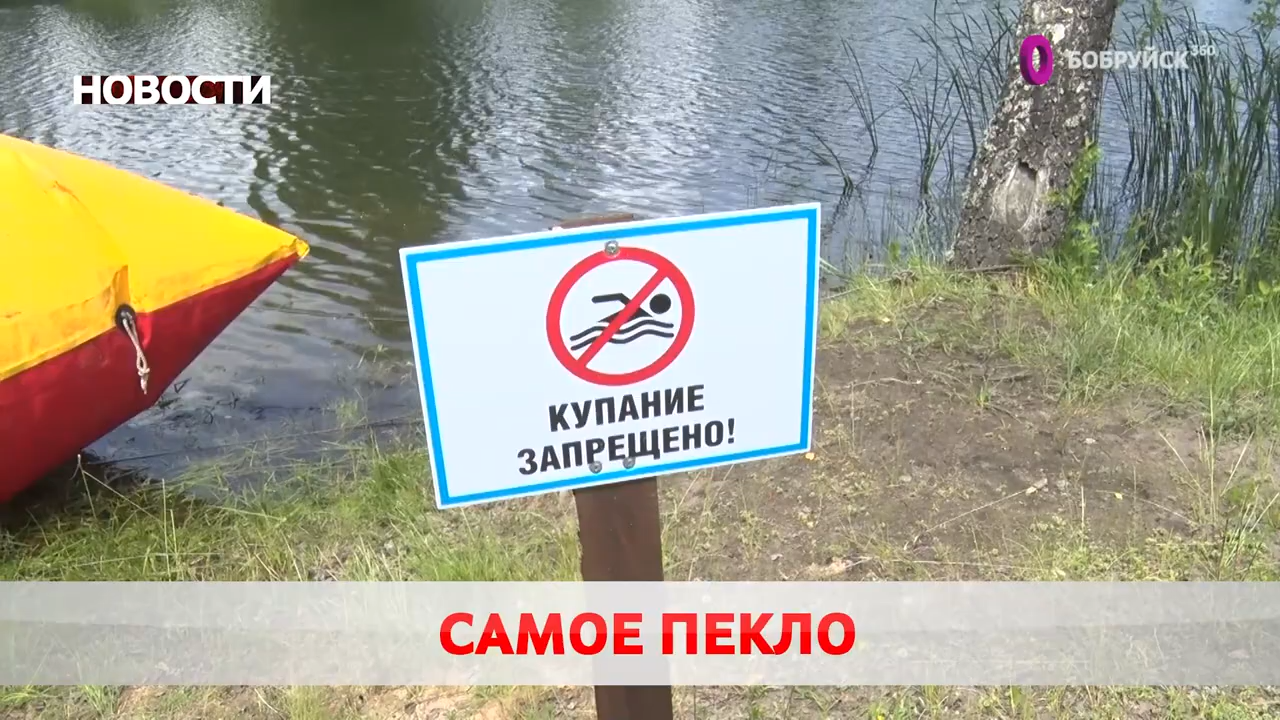 НОВОСТИ
БОБРУЙСК 360
КУПАНИЕ
ЗАПРЕЩЕНО!
САМОЕ ПЕКЛО